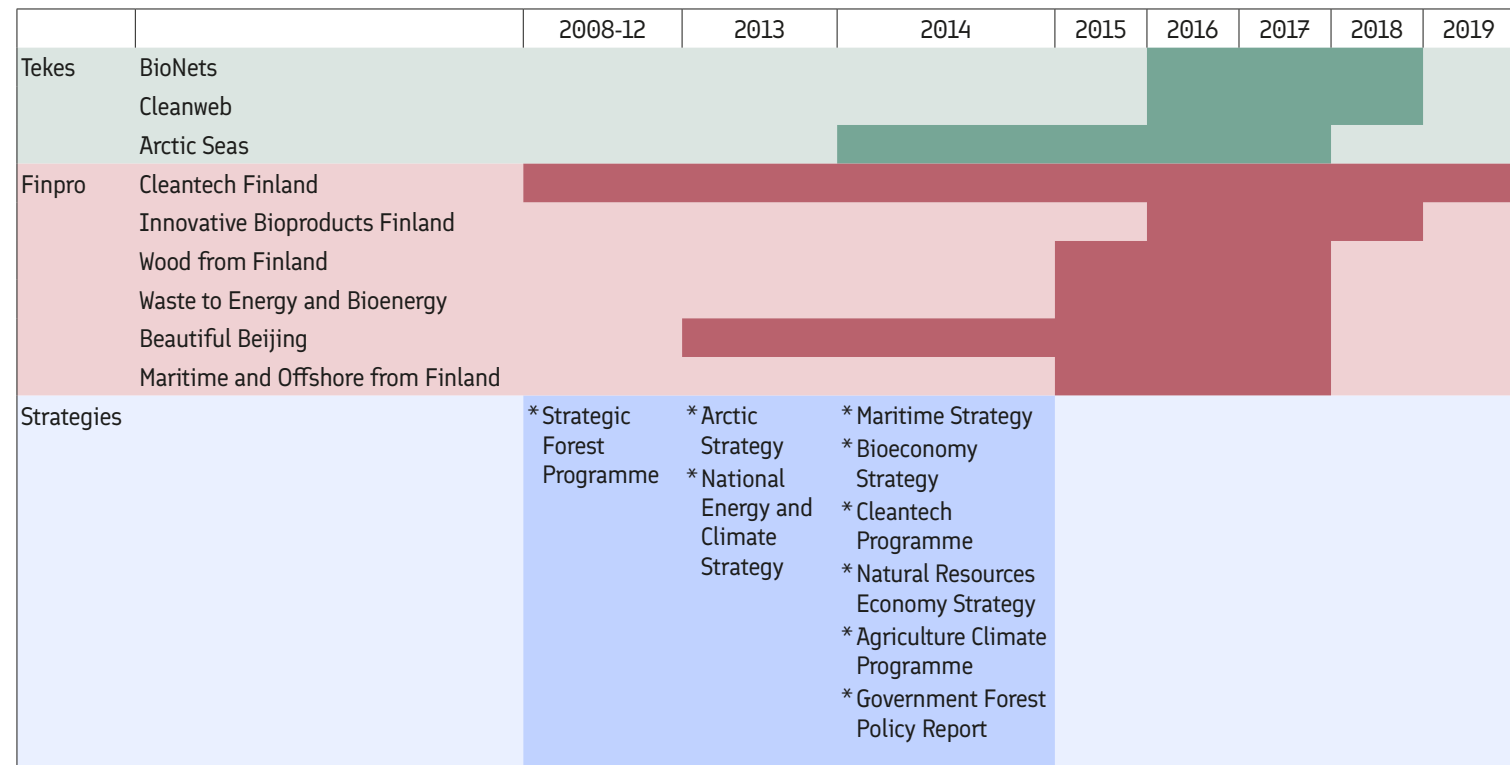 2008-12 2013 2014 2015 2016 2017 2018 2019
Tekes BioNets
Cleanweb
Arctic Seas
Finpro Cleantech Finland
Innovative Bioproducts Finland
Wood from Finland
Waste to Energy and Bioenergy
Beautiful Beijing
Maritime and Offshore from Finland
Strategies
* Strategic
Forest
Programme
* Arctic
Strategy
* National
Energy and
Climate
Strategy
* Maritime Strategy
* Bioeconomy
Strategy
* Cleantech
Programme
* Natural Resources
Economy Strategy
* Agriculture Climate
Programme
* Government Forest
Policy Report